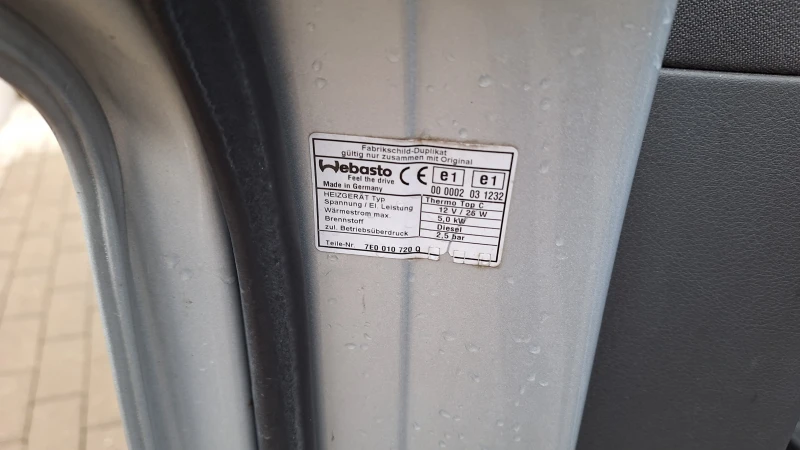 Fabrikschild-Duplikat
gültig nur zusammen mit Original
Webasto CE e1 e1
Feel the drive 00 0002 03 1232
Made in Germany
HEIZGERÄT Typ Thermo Top C
Spannung / El. Leistung 12 V / 26 W
Wärmestrom max. 5,0 kW
Brennstoff Diesel
zul. Betriebsüberdruck 2,5 bar
Teile-Nr. 7E0 010 720 Q